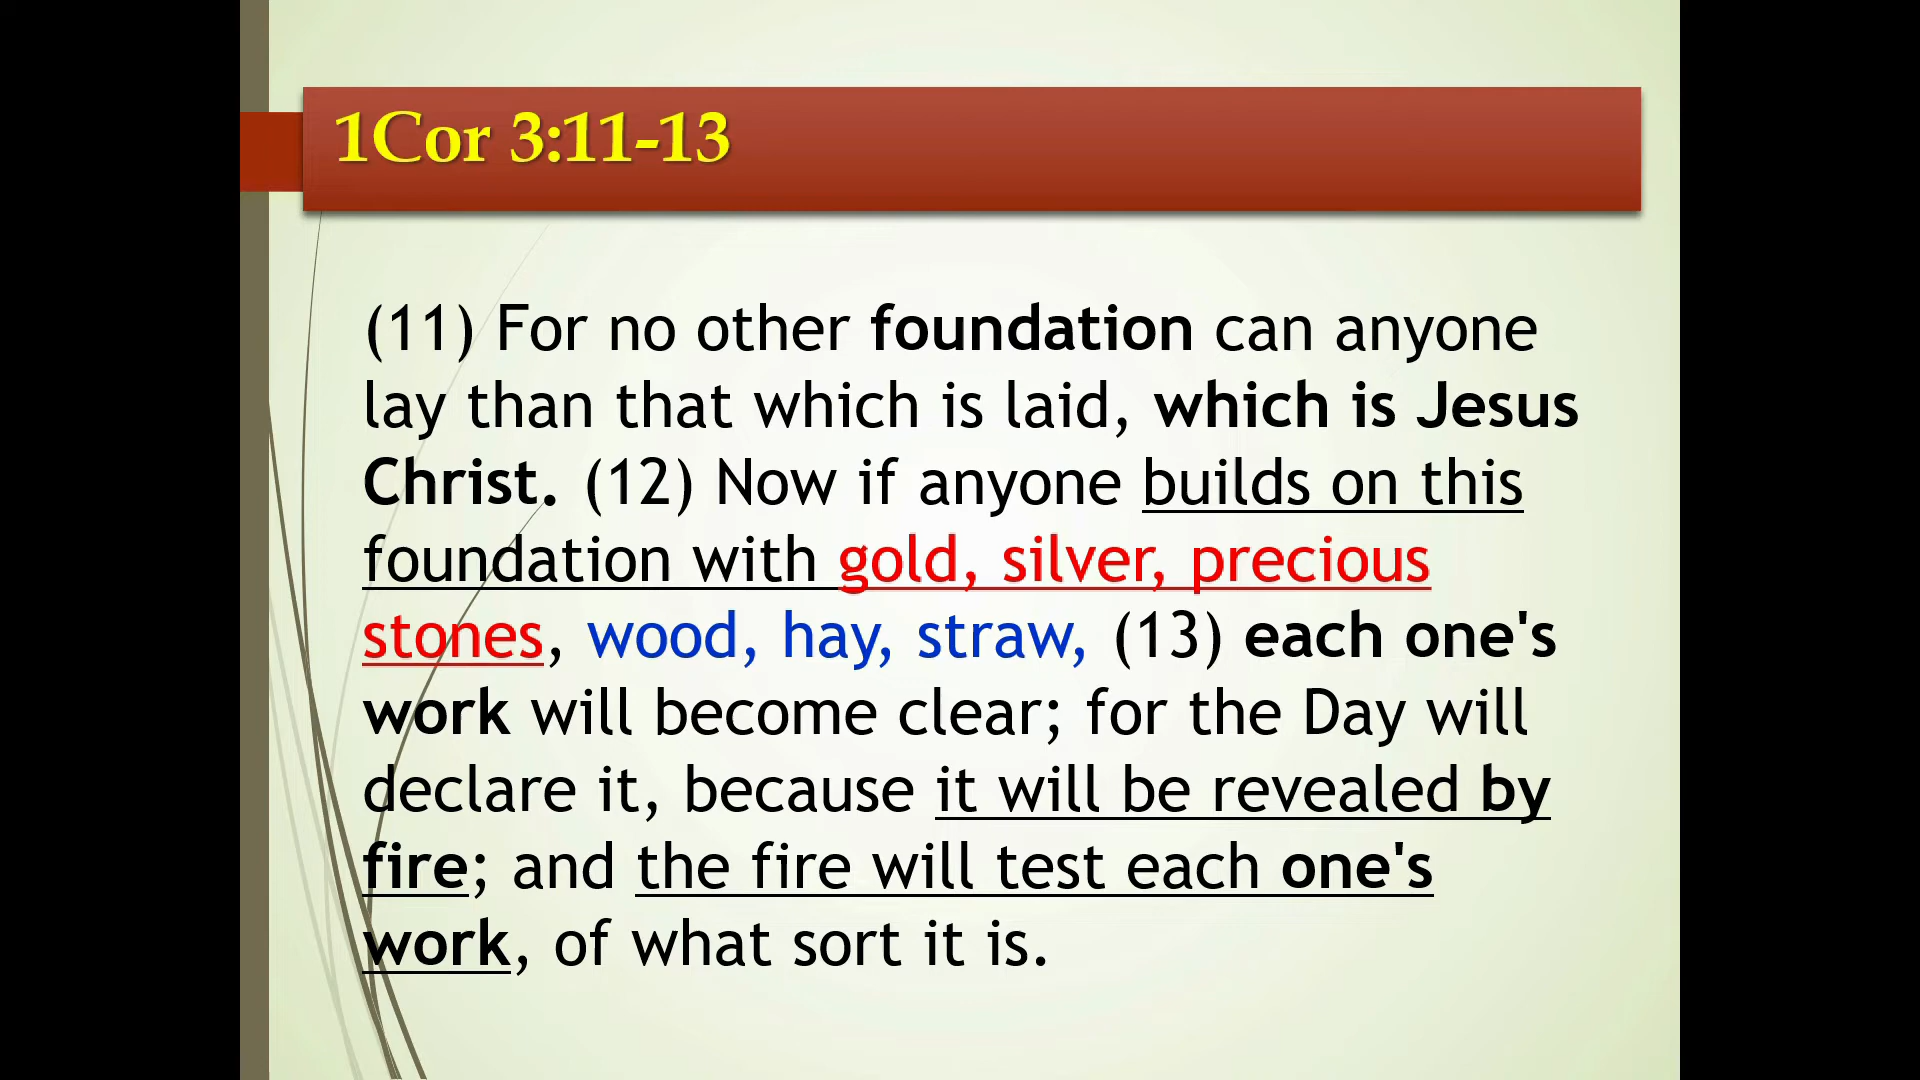 1Cor 3:11-13
(11) For no other foundation can anyone
lay than that which is laid, which is Jesus
Christ. (12) Now if anyone builds on this
foundation with gold, silver, precious
stones, wood, hay, straw, (13) each one's
work will become clear; for the Day will
declare it, because it will be revealed by
fire; and the fire will test each one's
work, of what sort it is.